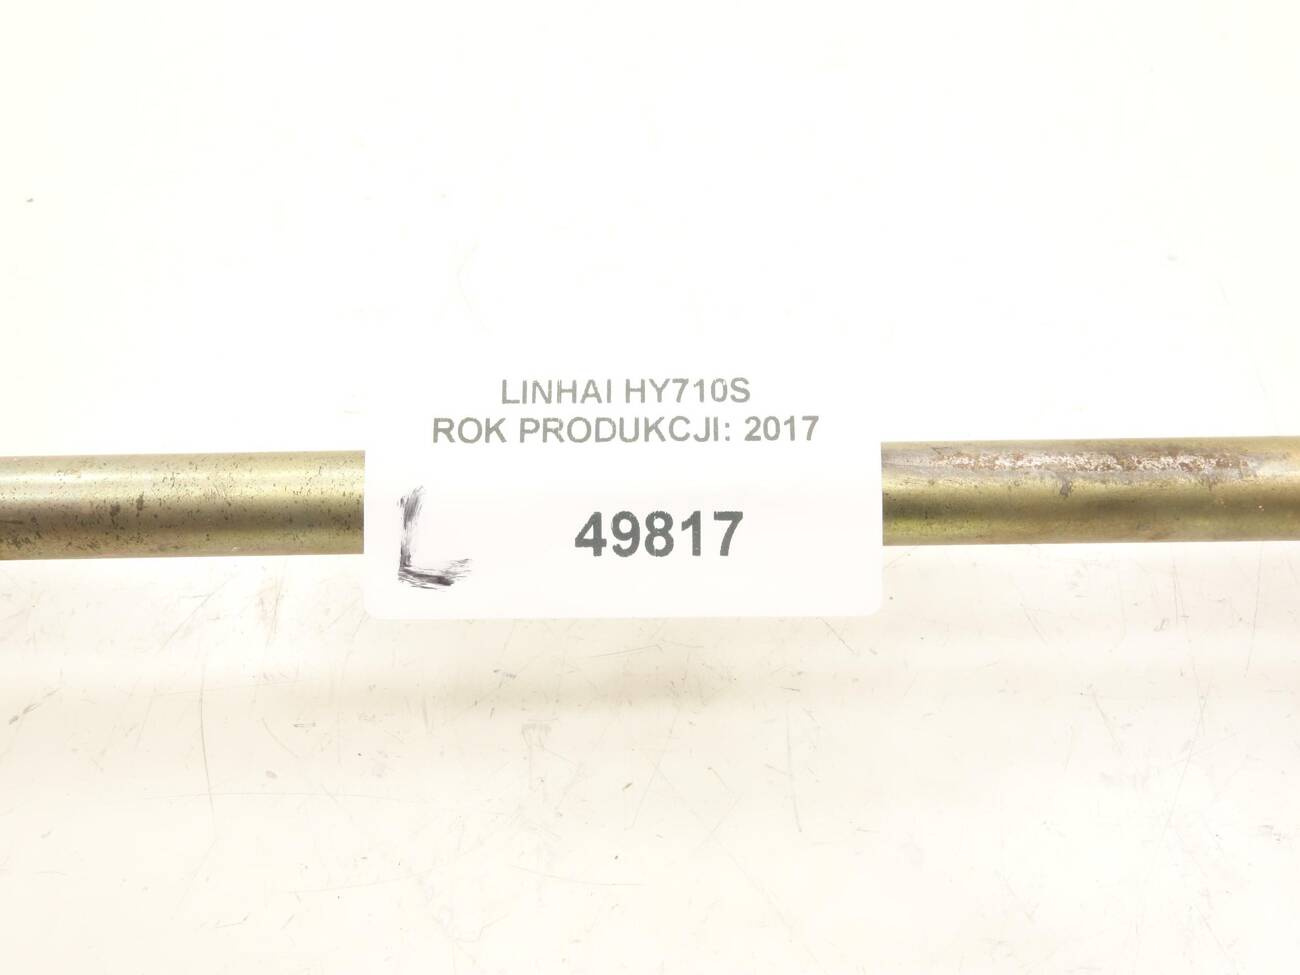 LINHAI HY710S
ROK PRODUKCJI: 2017
L
49817